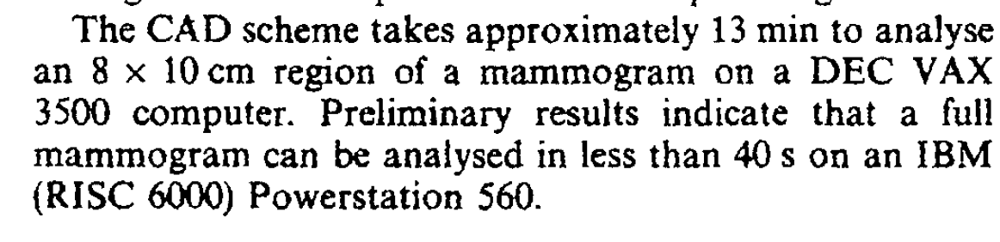 The CAD scheme takes approximately 13 min to analyse
an 8 × 10 cm region of a mammogram on a DEC VAX
3500 computer. Preliminary results indicate that a full
mammogram can be analysed in less than 40 s on an IBM
(RISC 6000) Powerstation 560.